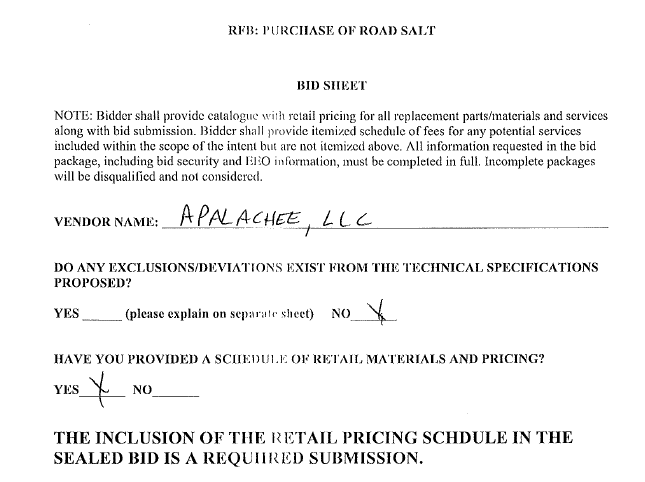 RFB: PURCHASE OF ROAD SALT
BID SHEET
NOTE: Bidder shall provide catalogue with retail pricing for all replacement parts/materials and services
along with bid submission. Bidder shall provide itemized schedule of fees for any potential services
included within the scope of the intent but are not itemized above. All information requested in the bid
package, including bid security and EEO information, must be completed in full. Incomplete packages
will be disqualified and not considered.
VENDOR NAME: APALACHEE, LLC
DO ANY EXCLUSIONS/DEVIATIONS EXIST FROM THE TECHNICAL SPECIFICATIONS
PROPOSED?
YES ______ (please explain on separate sheet) NO X
HAVE YOU PROVIDED A SCHEDULE OF RETAIL MATERIALS AND PRICING?
YES X NO_______
THE INCLUSION OF THE RETAIL PRICING SCHDULE IN THE
SEALED BID IS A REQUIRED SUBMISSION.